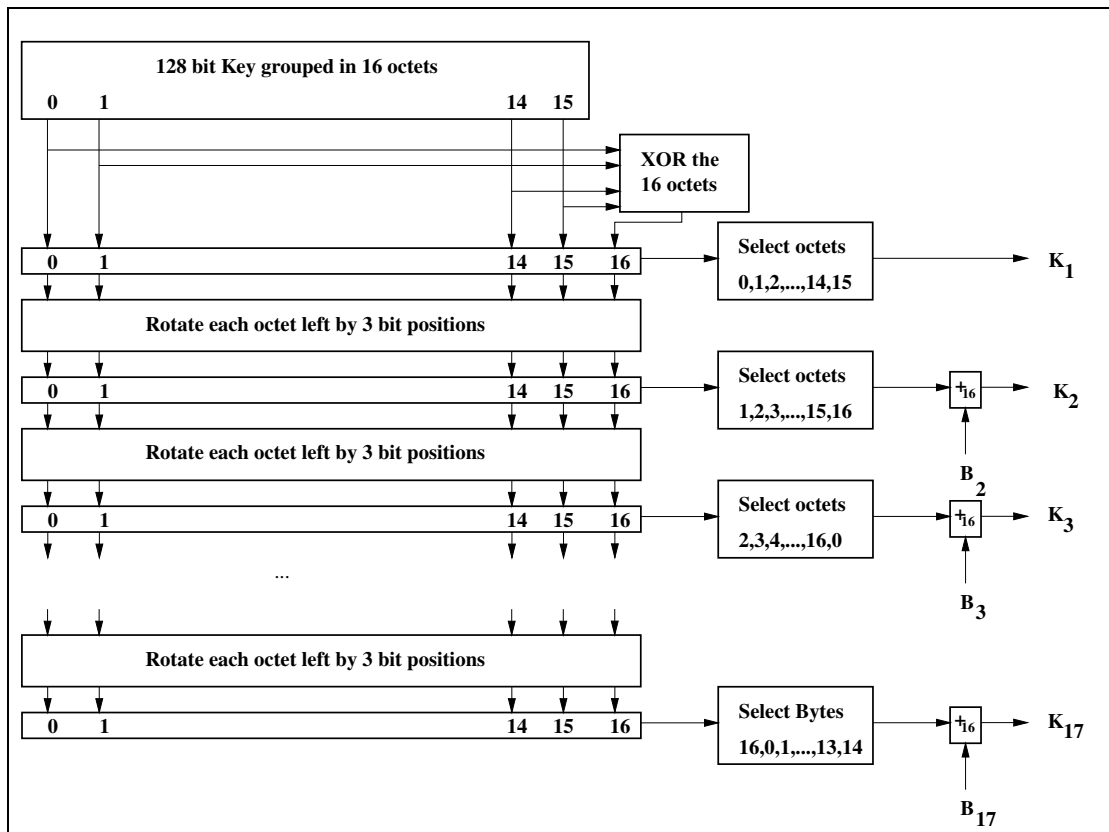 128 bit Key grouped in 16 octets
0 1 14 15
XOR the
16 octets
0 1 14 15 16
Select octets
0,1,2,...,14,15
K1
Rotate each octet left by 3 bit positions
0 1 14 15 16
Select octets
1,2,3,...,15,16
+16
K2
B2
Rotate each octet left by 3 bit positions
0 1 14 15 16
Select octets
2,3,4,...,16,0
+16
K3
B3
...
Rotate each octet left by 3 bit positions
0 1 14 15 16
Select Bytes
16,0,1,...,13,14
+16
K17
B17